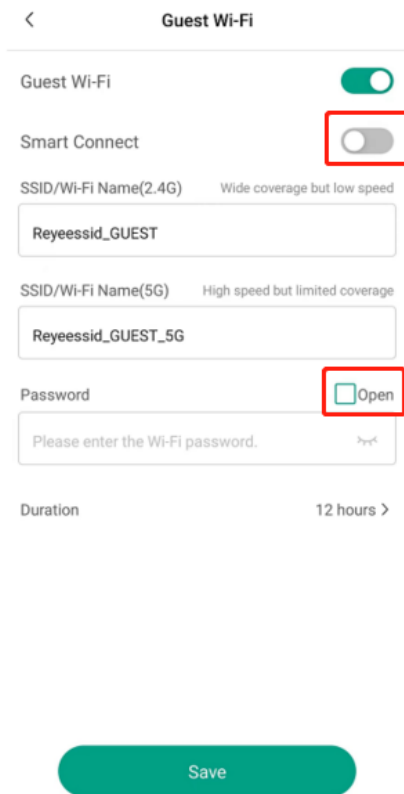 Guest Wi-Fi
Guest Wi-Fi
Smart Connect
SSID/Wi-Fi Name(2.4G) Wide coverage but low speed
Reyeessid_GUEST
SSID/Wi-Fi Name(5G) High speed but limited coverage
Reyeessid_GUEST_5G
Password Open
Please enter the Wi-Fi password.
Duration 12 hours
Save